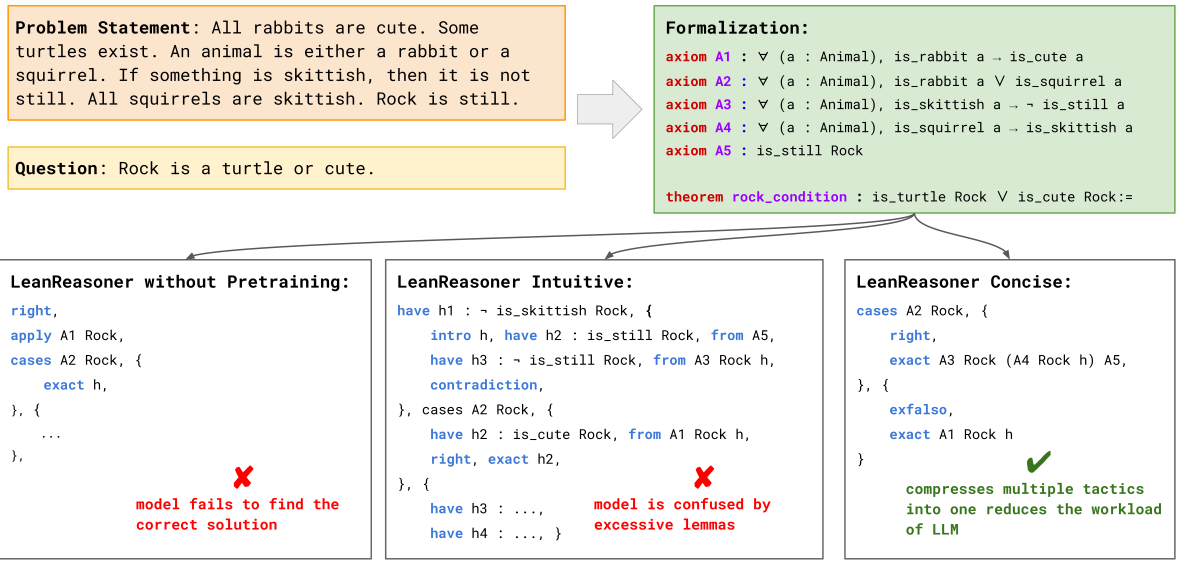 Problem Statement: All rabbits are cute. Some
turtles exist. An animal is either a rabbit or a
squirrel. If something is skittish, then it is not
still. All squirrels are skittish. Rock is still.
Question: Rock is a turtle or cute.
Formalization:
axiom A1 : ∀ (a : Animal), is_rabbit a → is_cute a
axiom A2 : ∀ (a : Animal), is_rabbit a ∨ is_squirrel a
axiom A3 : ∀ (a : Animal), is_skittish a → ¬ is_still a
axiom A4 : ∀ (a : Animal), is_squirrel a → is_skittish a
axiom A5 : is_still Rock
theorem rock_condition : is_turtle Rock ∨ is_cute Rock:=
LeanReasoner without Pretraining:
right,
apply A1 Rock,
cases A2 Rock, {
exact h,
}, {
...
},
✘
model fails to find the
correct solution
LeanReasoner Intuitive:
have h1 : ¬ is_skittish Rock, {
intro h, have h2 : is_still Rock, from A5,
have h3 : ¬ is_still Rock, from A3 Rock h,
contradiction,
}, cases A2 Rock, {
have h2 : is_cute Rock, from A1 Rock h,
right, exact h2,
}, {
have h3 : ...,
have h4 : ..., }
✘
model is confused by
excessive lemmas
LeanReasoner Concise:
cases A2 Rock, {
right,
exact A3 Rock (A4 Rock h) A5,
}, {
exfalso,
exact A1 Rock h
}
✔
compresses multiple tactics
into one reduces the workload
of LLM